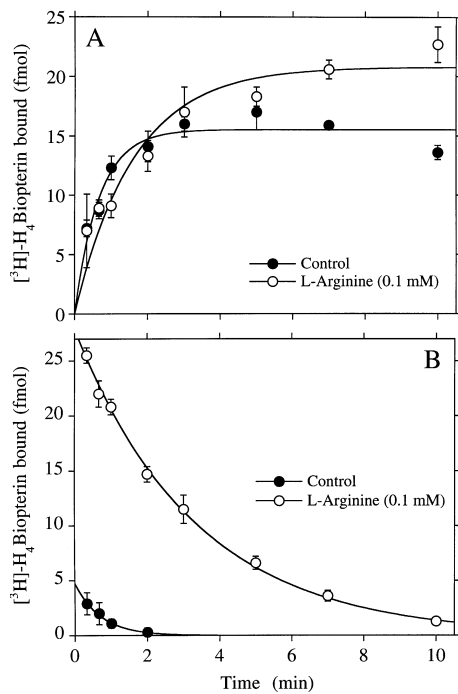 A
25
20
15
10
5
0
[³H]-H₄Biopterin bound (fmol)
Control
L-Arginine (0.1 mM)
B
25
20
15
10
5
0
[³H]-H₄Biopterin bound (fmol)
Control
L-Arginine (0.1 mM)
0 2 4 6 8 10
Time (min)